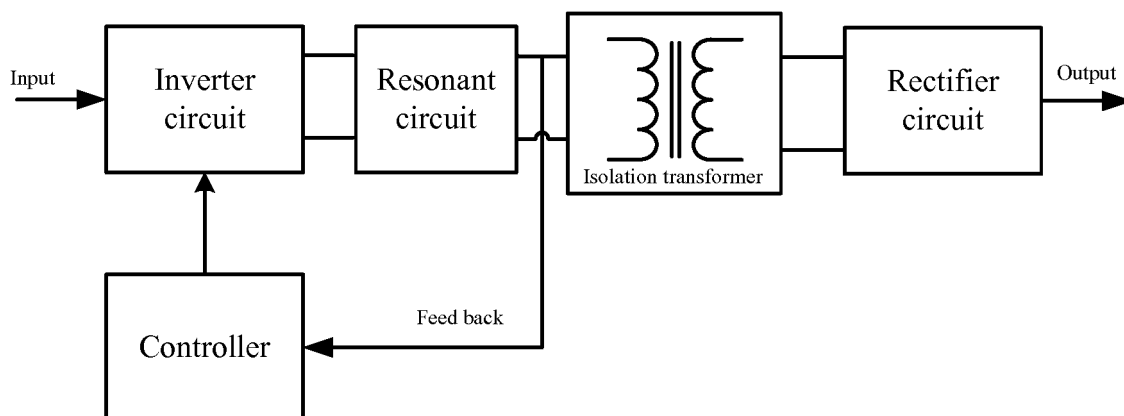 Input
Inverter
circuit
Resonant
circuit
Isolation transformer
Rectifier
circuit
Output
Controller
Feed back